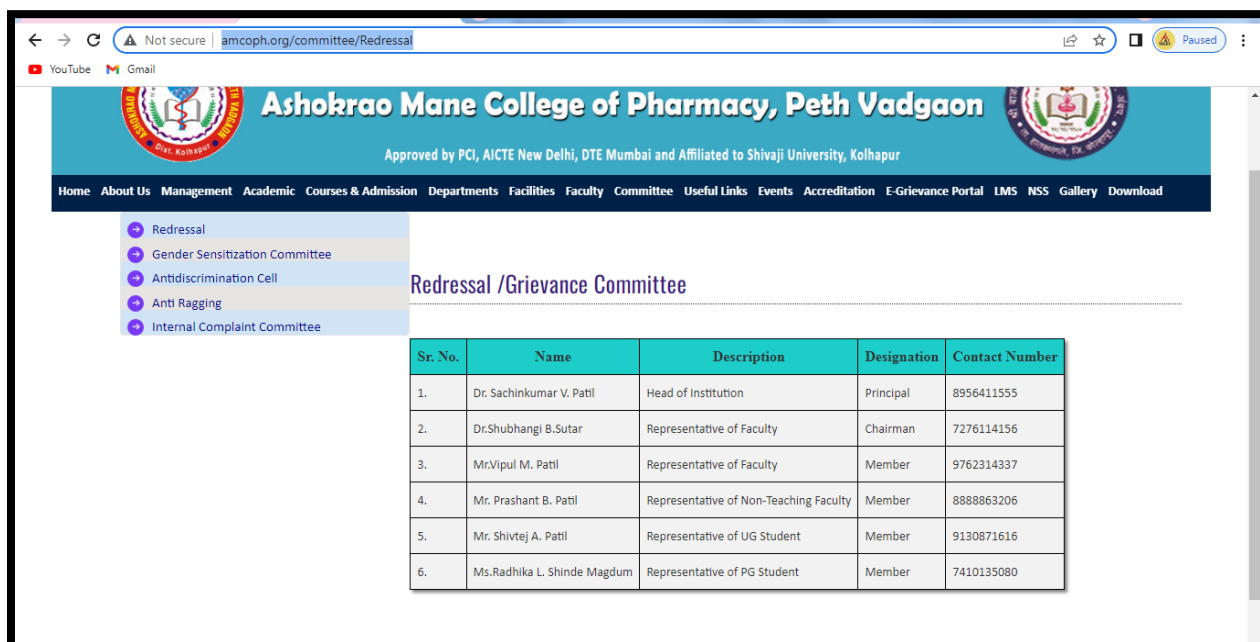 Not secure | amcoph.org/committee/Redressal
Paused
YouTube Gmail
Ashokrao Mane College of Pharmacy, Peth Vadgaon
Dist. Kolhapur
Approved by PCI, AICTE New Delhi, DTE Mumbai and Affiliated to Shivaji University, Kolhapur
Home About Us Management Academic Courses & Admission Departments Facilities Faculty Committee Useful Links Events Accreditation E-Grievance Portal LMS NSS Gallery Download
Redressal
Gender Sensitization Committee
Antidiscrimination Cell
Anti Ragging
Internal Complaint Committee
Redressal /Grievance Committee
Sr. No. Name Description Designation Contact Number
1. Dr. Sachinkumar V. Patil Head of Institution Principal 8956411555
2. Dr.Shubhangi B.Sutar Representative of Faculty Chairman 7276114156
3. Mr.Vipul M. Patil Representative of Faculty Member 9762314337
4. Mr. Prashant B. Patil Representative of Non-Teaching Faculty Member 8888863206
5. Mr. Shivtej A. Patil Representative of UG Student Member 9130871616
6. Ms.Radhika L. Shinde Magdum Representative of PG Student Member 7410135080